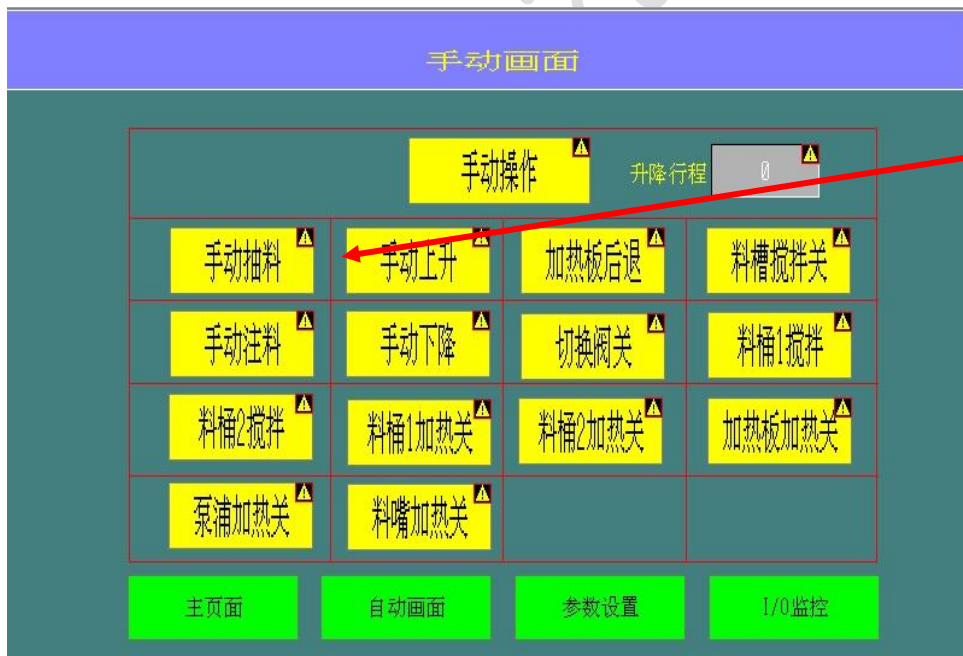 手动画面
手动操作 升降行程 0
手动抽料 手动上升 加热板后退 料槽搅拌关
手动注料 手动下降 切换阀关 料桶1搅拌
料桶2搅拌 料桶1加热关 料桶2加热关 加热板加热关
泵浦加热关 料嘴加热关
主页面 自动画面 参数设置 I/O监控